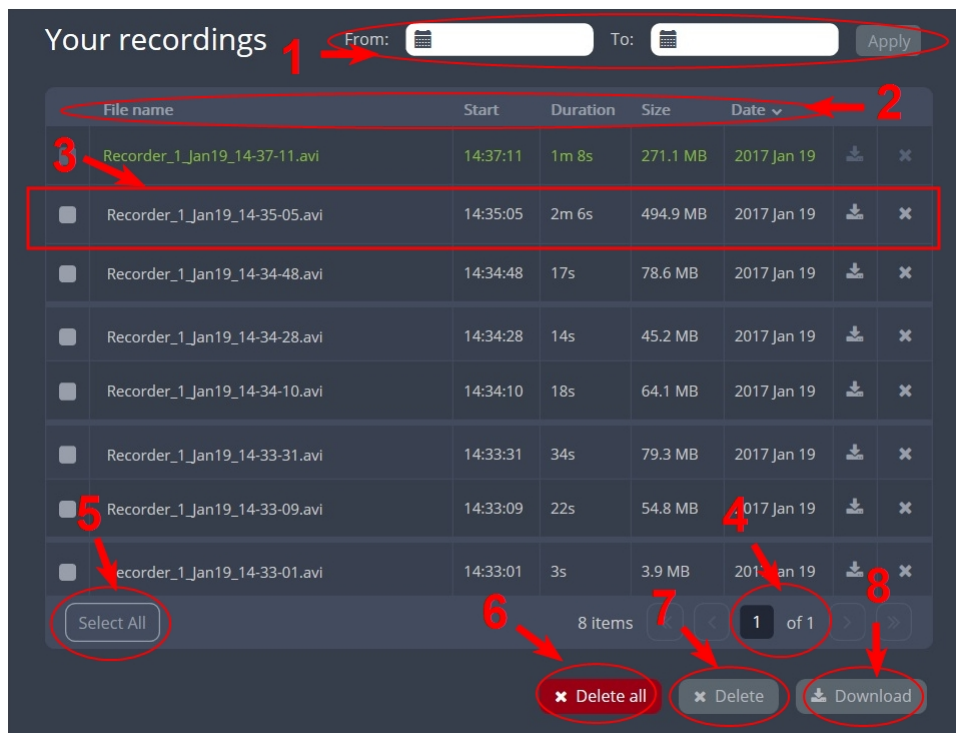 Your recordings 1 From: To: Apply
File name Start Duration Size Date 2
3 Recorder_1_Jan19_14-37-11.avi 14:37:11 1m 8s 271.1 MB 2017 Jan 19
Recorder_1_Jan19_14-35-05.avi 14:35:05 2m 6s 494.9 MB 2017 Jan 19
Recorder_1_Jan19_14-34-48.avi 14:34:48 17s 78.6 MB 2017 Jan 19
Recorder_1_Jan19_14-34-28.avi 14:34:28 14s 45.2 MB 2017 Jan 19
Recorder_1_Jan19_14-34-10.avi 14:34:10 18s 64.1 MB 2017 Jan 19
Recorder_1_Jan19_14-33-31.avi 14:33:31 34s 79.3 MB 2017 Jan 19
5 Recorder_1_Jan19_14-33-09.avi 14:33:09 22s 54.8 MB 4 2017 Jan 19
Recorder_1_Jan19_14-33-01.avi 14:33:01 3s 3.9 MB 2017 Jan 19 8
Select All 6 8 items 7 1 of 1
Delete all Delete Download